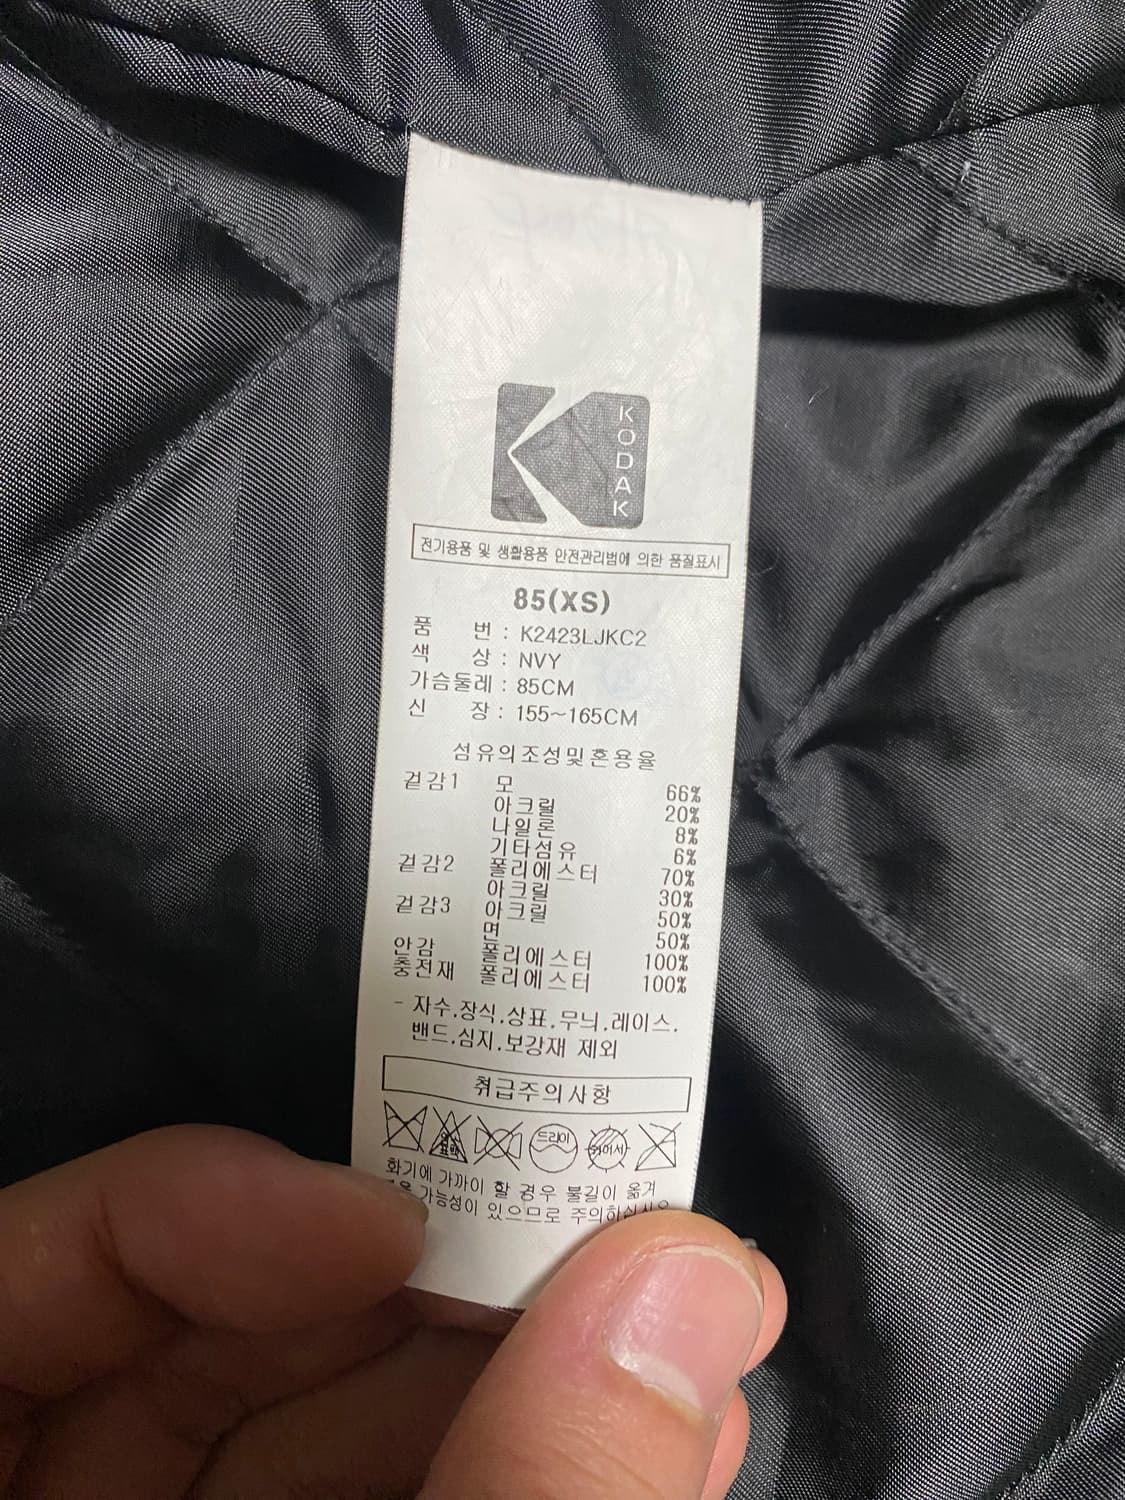 KODAK
전기용품 및 생활용품 안전관리법에 의한 품질표시
85(XS)
품 번 : K2423LJKC2
색 상 : NVY
가슴둘레 : 85CM
신 장 : 155~165CM
섬유의조성및혼용율
겉감1 모 66%
아크릴 20%
나일론 8%
기타섬유 6%
겉감2 폴리에스터 70%
아크릴 30%
겉감3 아크릴 50%
면 50%
안감 폴리에스터 100%
충전재 폴리에스터 100%
- 자수.장식.상표.무늬.레이스.
밴드.심지.보강재 제외
취급주의사항
드라이
화기에 가까이 할 경우 불길이 옮겨
가능성이 있으므로 주의하십시오